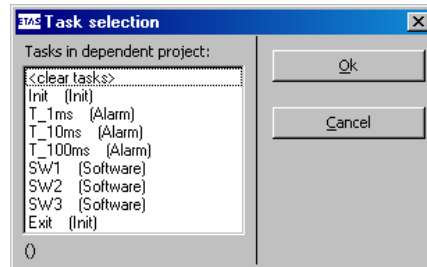 ETAS Task selection
Tasks in dependent project:
<clear tasks>
Init (Init)
T_1ms (Alarm)
T_10ms (Alarm)
T_100ms (Alarm)
SW1 (Software)
SW2 (Software)
SW3 (Software)
Exit (Init)
()
Ok
Cancel